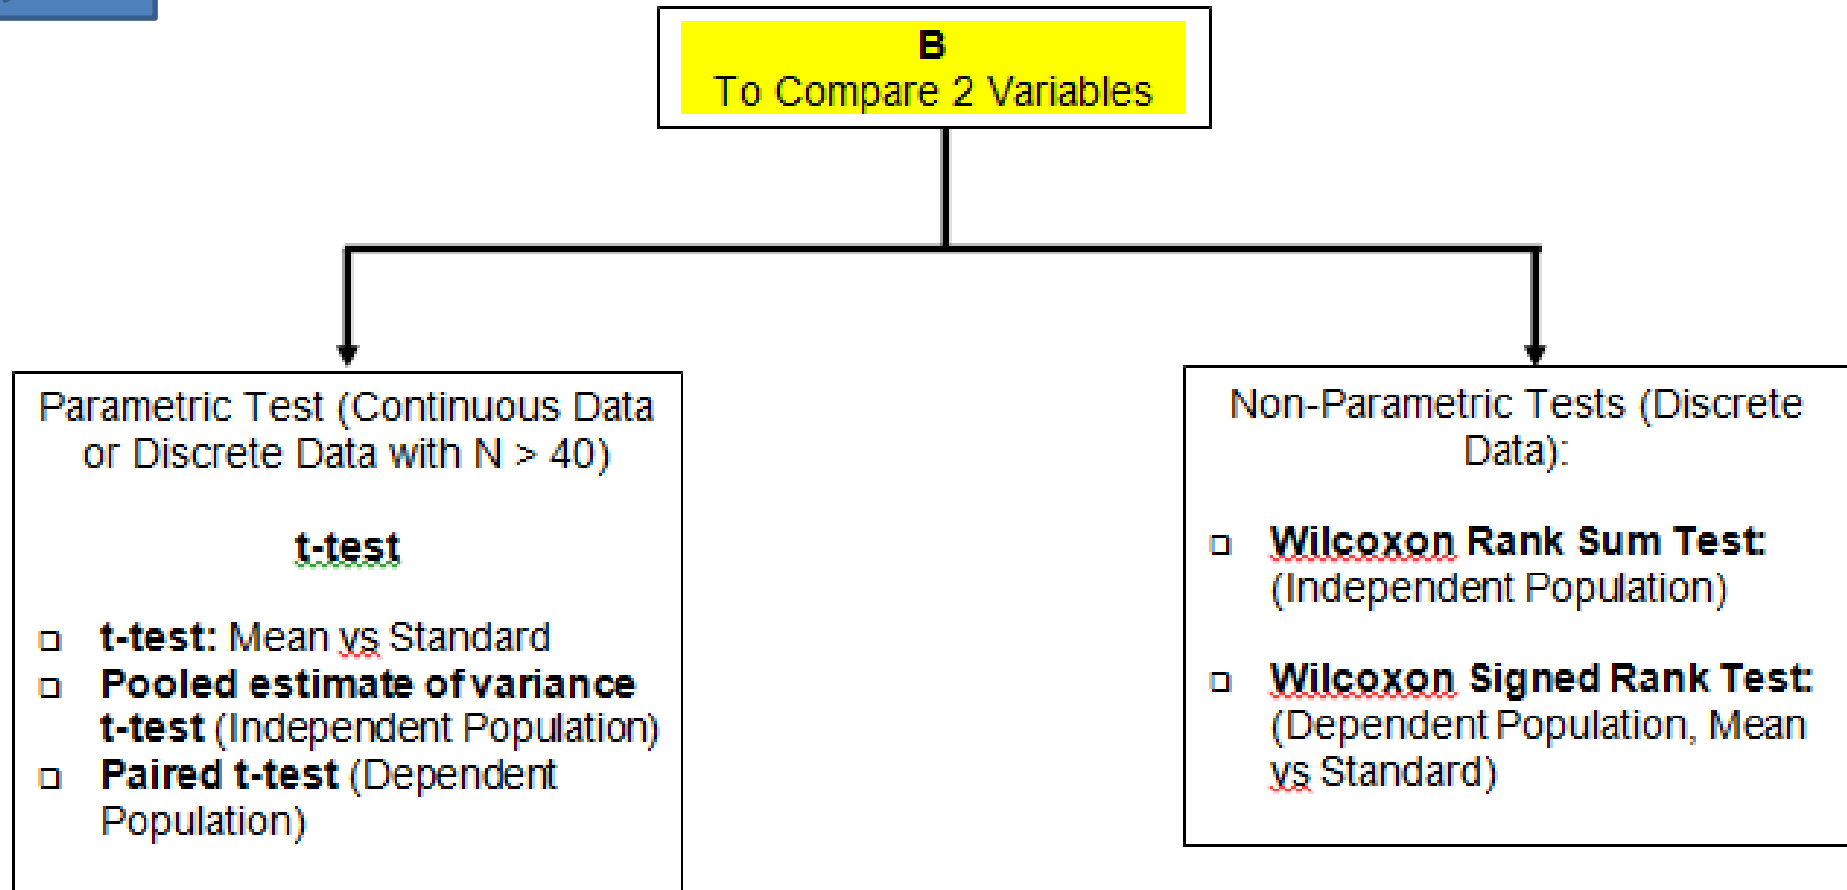 B
To Compare 2 Variables
Parametric Test (Continuous Data
or Discrete Data with N > 40)
t-test
□ t-test: Mean vs Standard
□ Pooled estimate of variance
t-test (Independent Population)
□ Paired t-test (Dependent
Population)
Non-Parametric Tests (Discrete
Data):
□ Wilcoxon Rank Sum Test:
(Independent Population)
□ Wilcoxon Signed Rank Test:
(Dependent Population, Mean
vs Standard)